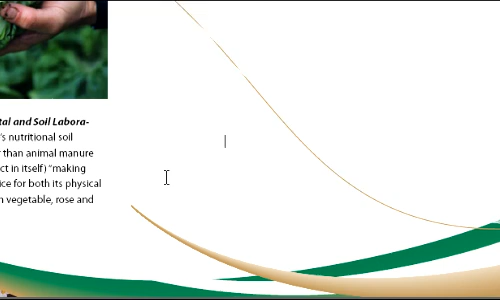 tal and Soil Labora-
's nutritional soil
r than animal manure
ct in itself) “making
ice for both its physical
n vegetable, rose and